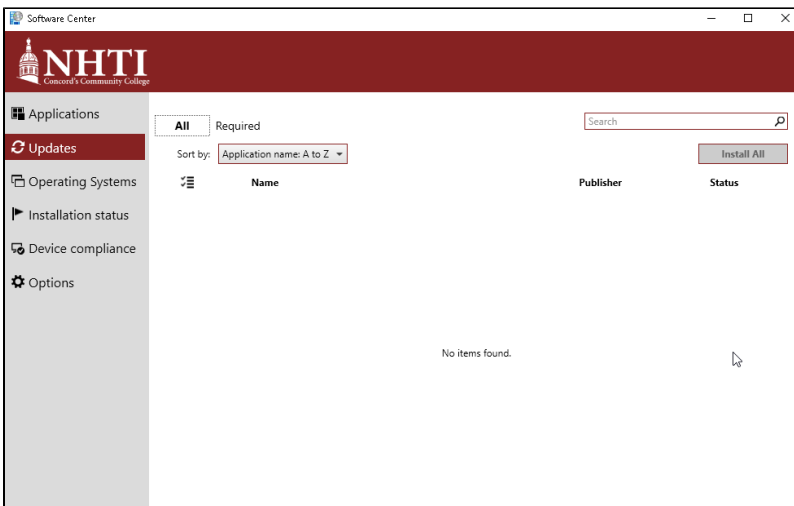 Software Center
NHTI
Concord's Community College
Applications
Updates
Operating Systems
Installation status
Device compliance
Options
All Required
Search
Sort by: Application name: A to Z
Install All
Name Publisher Status
No items found.